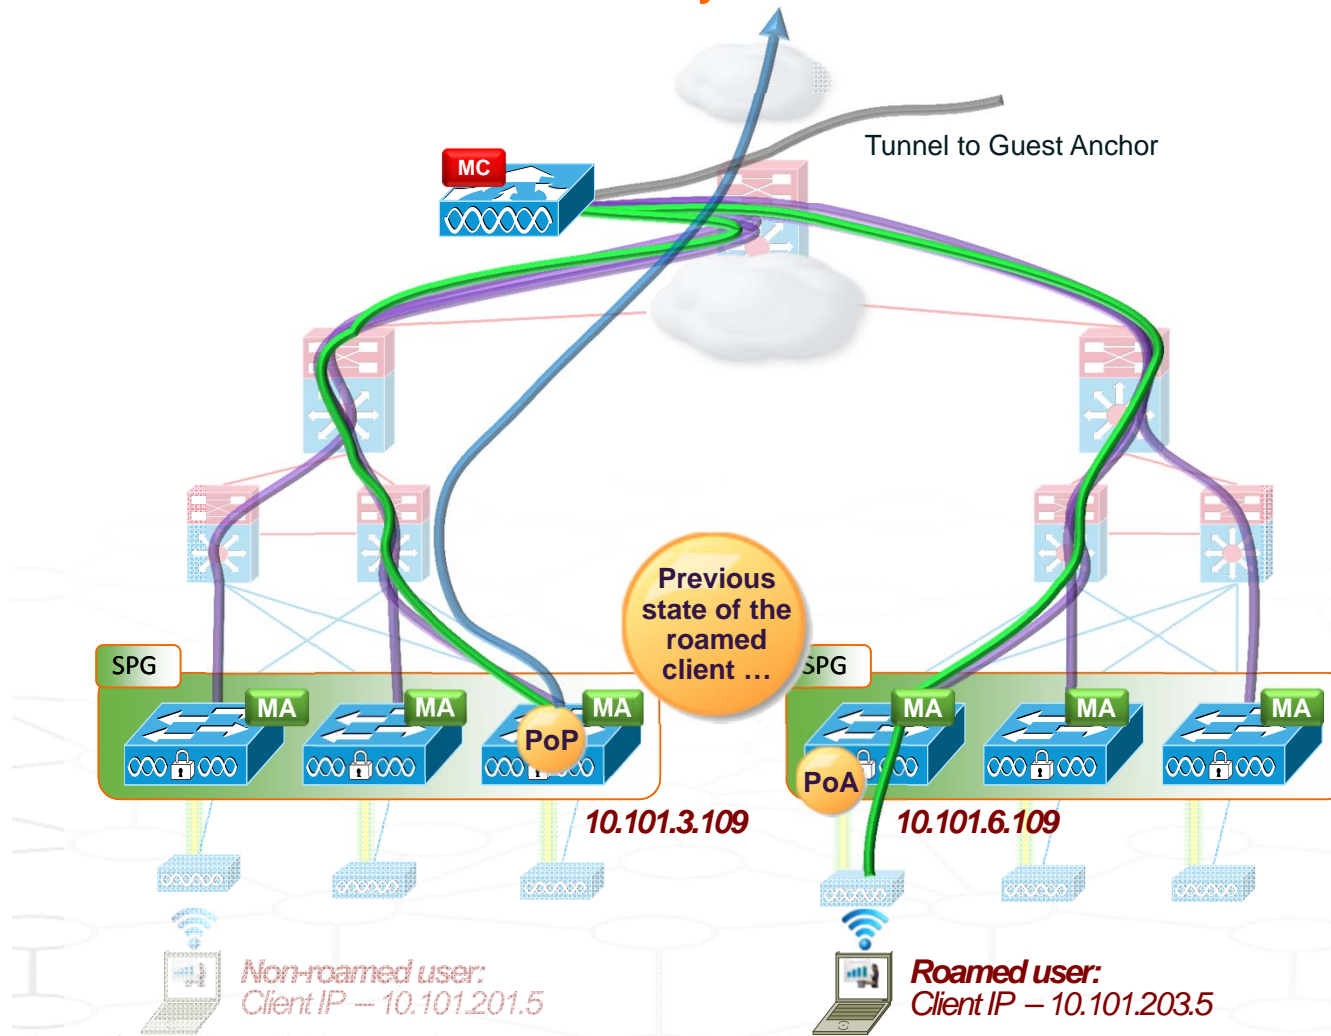 Tunnel to Guest Anchor
MC
Previous
state of the
roamed
client …
SPG
SPG
MA
MA
MA
MA
MA
MA
PoP
PoA
10.101.3.109
10.101.6.109
Non-roamed user:
Client IP – 10.101.201.5
Roamed user:
Client IP – 10.101.203.5